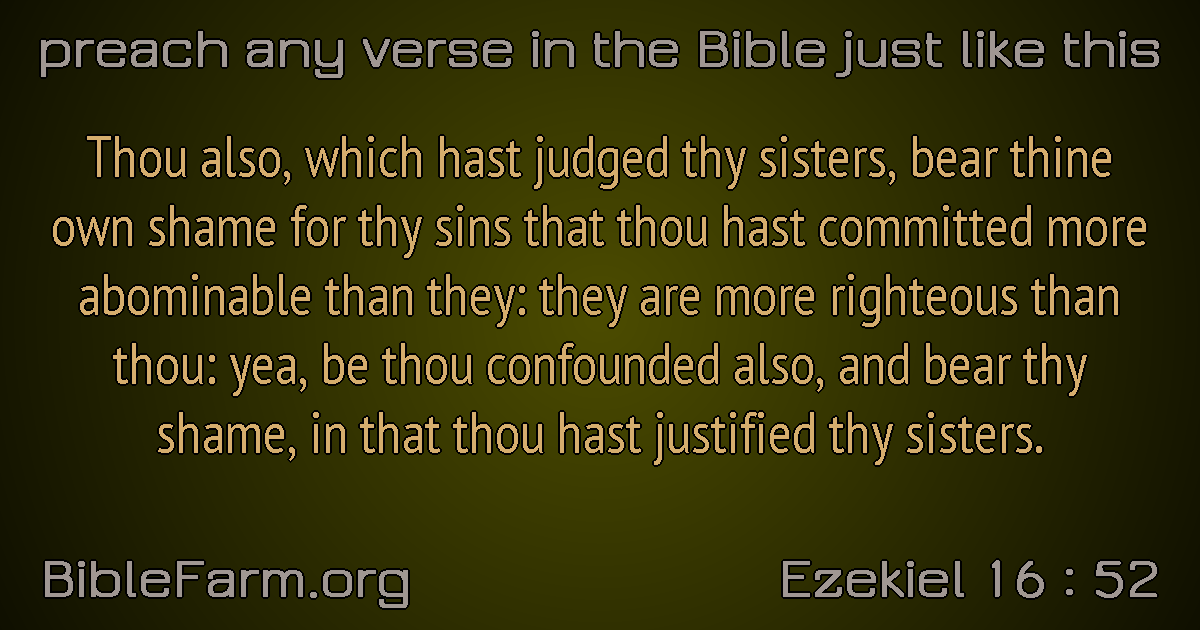 preach any verse in the Bible just like this
Thou also, which hast judged thy sisters, bear thine
own shame for thy sins that thou hast committed more
abominable than they: they are more righteous than
thou: yea, be thou confounded also, and bear thy
shame, in that thou hast justified thy sisters.
BibleFarm.org
Ezekiel 16 : 52